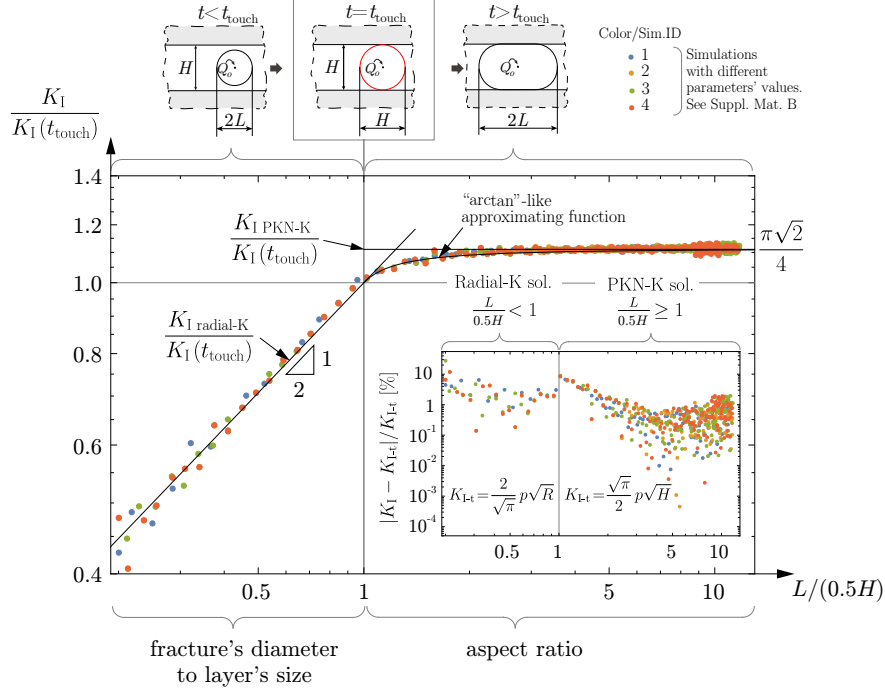 t<t_touch
t=t_touch
t>t_touch
H
Q_o
2L
H
Q_o
H
H
Q_o
2L
Color/Sim.ID
1
2
3
4
Simulations
with different
parameters' values.
See Suppl. Mat. B
K_I
K_I(t_touch)
1.4
1.2
1.0
0.8
0.6
0.4
K_I PKN-K
K_I(t_touch)
"arctan"-like
approximating function
π√2
4
K_I radial-K
K_I(t_touch)
1
2
Radial-K sol.
L
0.5H
< 1
PKN-K sol.
L
0.5H
≥ 1
|K_I − K_I-t|/K_I-t [%]
10
1
10^-1
10^-2
10^-3
10^-4
K_I-t = 2/√π p√R
K_I-t = √π/2 p√H
0.5
1
5
10
0.5
1
5
10
L/(0.5H)
fracture's diameter
to layer's size
aspect ratio